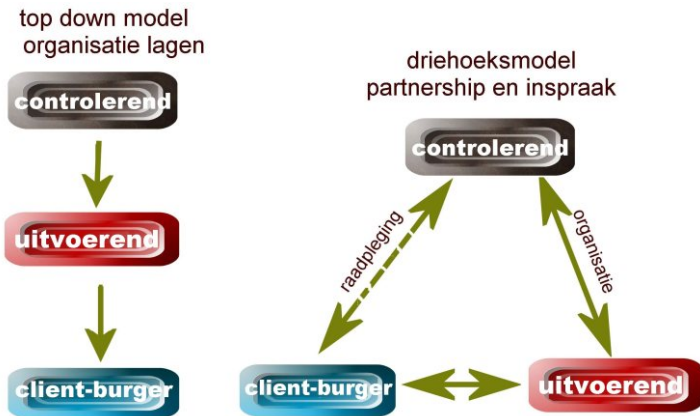 top down model
organisatie lagen
controlerend
uitvoerend
client-burger
driehoeksmodel
partnership en inspraak
controlerend
raadpleging
organisatie
client-burger
uitvoerend